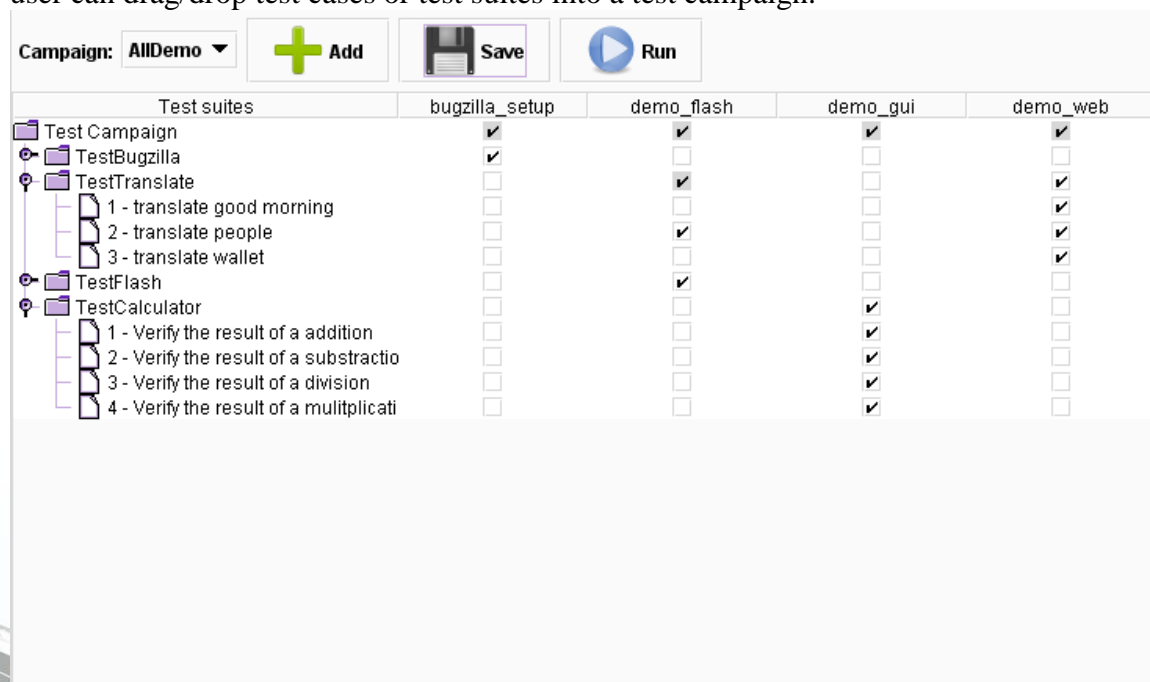 user can drag/drop test cases or test suites into a test campaign.
Campaign: AllDemo Add Save Run
Test suites bugzilla_setup demo_flash demo_gui demo_web
Test Campaign
TestBugzilla
TestTranslate
1 - translate good morning
2 - translate people
3 - translate wallet
TestFlash
TestCalculator
1 - Verify the result of a addition
2 - Verify the result of a substractio
3 - Verify the result of a division
4 - Verify the result of a mulitplicati